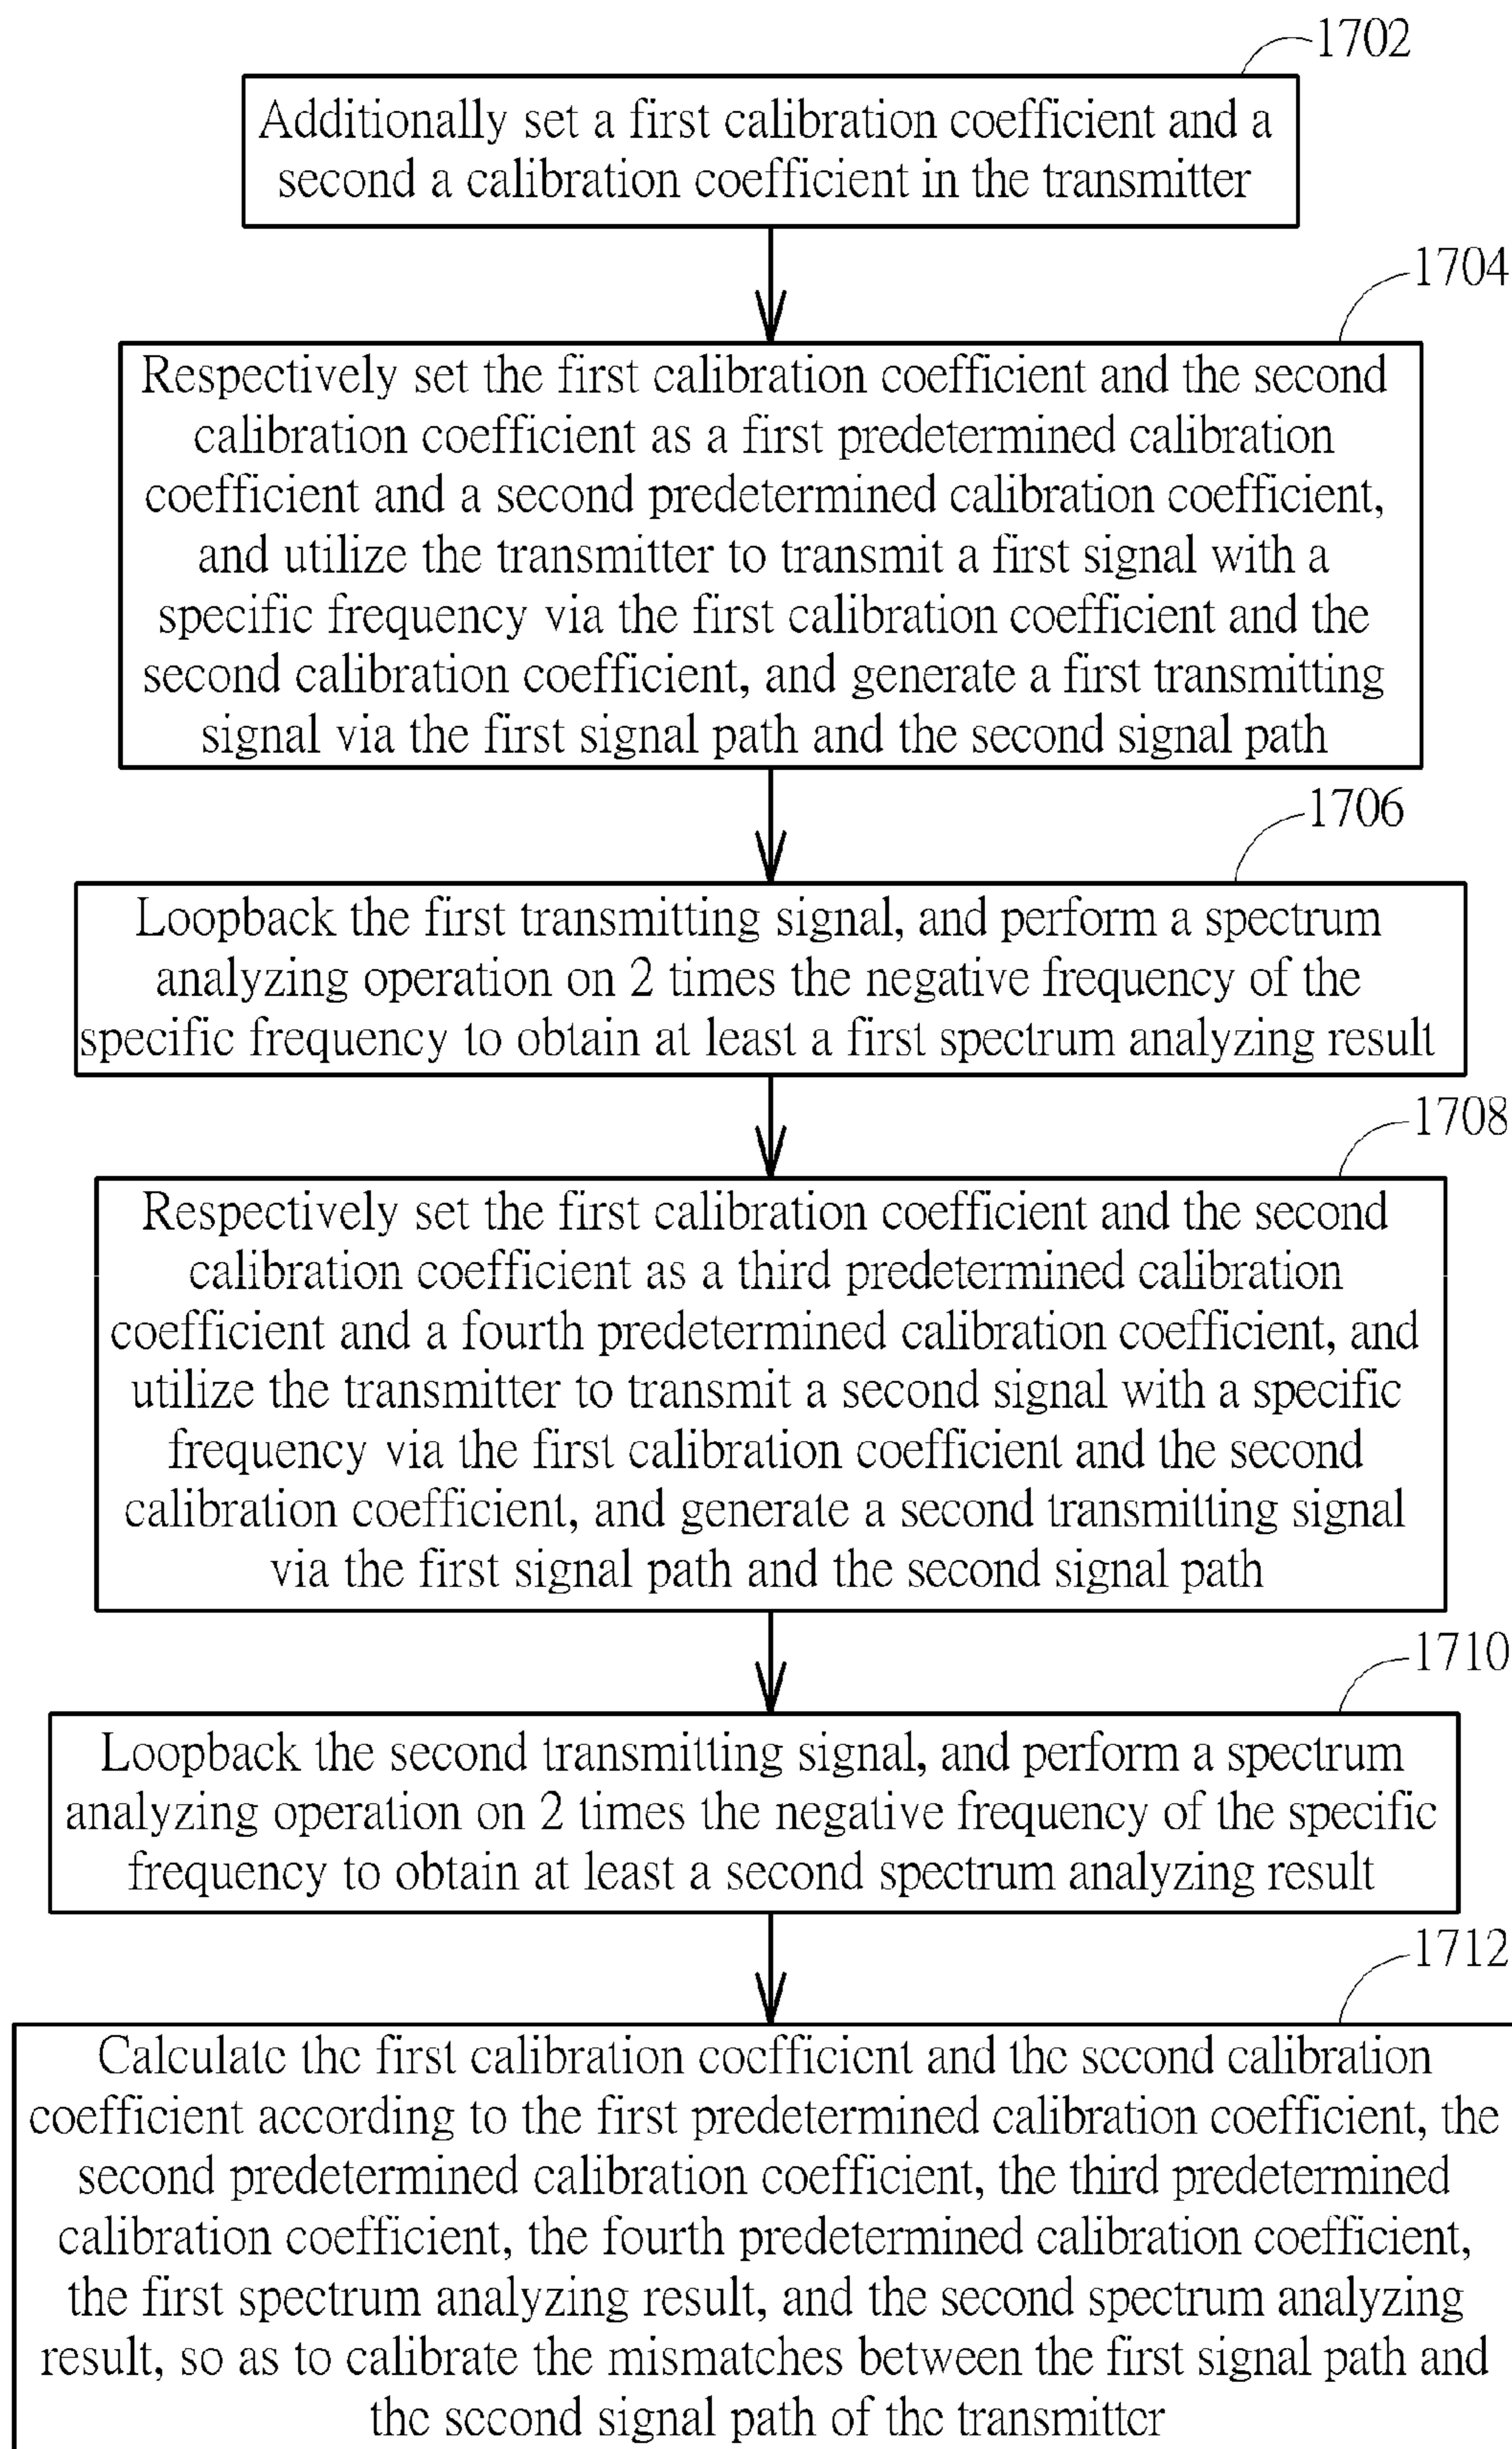 1702
Additionally set a first calibration coefficient and a
second a calibration coefficient in the transmitter
1704
Respectively set the first calibration coefficient and the second
calibration coefficient as a first predetermined calibration
coefficient and a second predetermined calibration coefficient,
and utilize the transmitter to transmit a first signal with a
specific frequency via the first calibration coefficient and the
second calibration coefficient, and generate a first transmitting
signal via the first signal path and the second signal path
1706
Loopback the first transmitting signal, and perform a spectrum
analyzing operation on 2 times the negative frequency of the
specific frequency to obtain at least a first spectrum analyzing result
1708
Respectively set the first calibration coefficient and the second
calibration coefficient as a third predetermined calibration
coefficient and a fourth predetermined calibration coefficient, and
utilize the transmitter to transmit a second signal with a specific
frequency via the first calibration coefficient and the second
calibration coefficient, and generate a second transmitting signal
via the first signal path and the second signal path
1710
Loopback the second transmitting signal, and perform a spectrum
analyzing operation on 2 times the negative frequency of the specific
frequency to obtain at least a second spectrum analyzing result
1712
Calculate the first calibration coefficient and the second calibration
coefficient according to the first predetermined calibration coefficient, the
second predetermined calibration coefficient, the third predetermined
calibration coefficient, the fourth predetermined calibration coefficient,
the first spectrum analyzing result, and the second spectrum analyzing
result, so as to calibrate the mismatches between the first signal path and
the second signal path of the transmitter